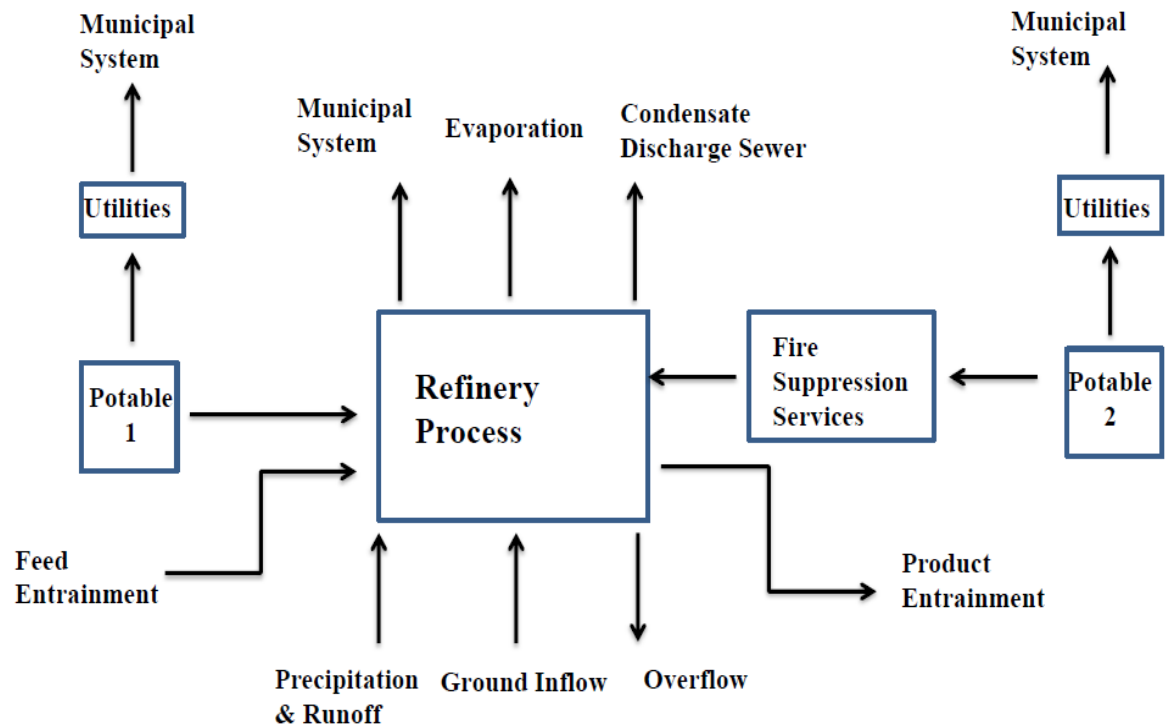 Municipal
System
Municipal
System
Municipal
System
Evaporation
Condensate
Discharge Sewer
Utilities
Utilities
Potable
1
Refinery
Process
Fire
Suppression
Services
Potable
2
Feed
Entrainment
Product
Entrainment
Precipitation
& Runoff
Ground Inflow
Overflow